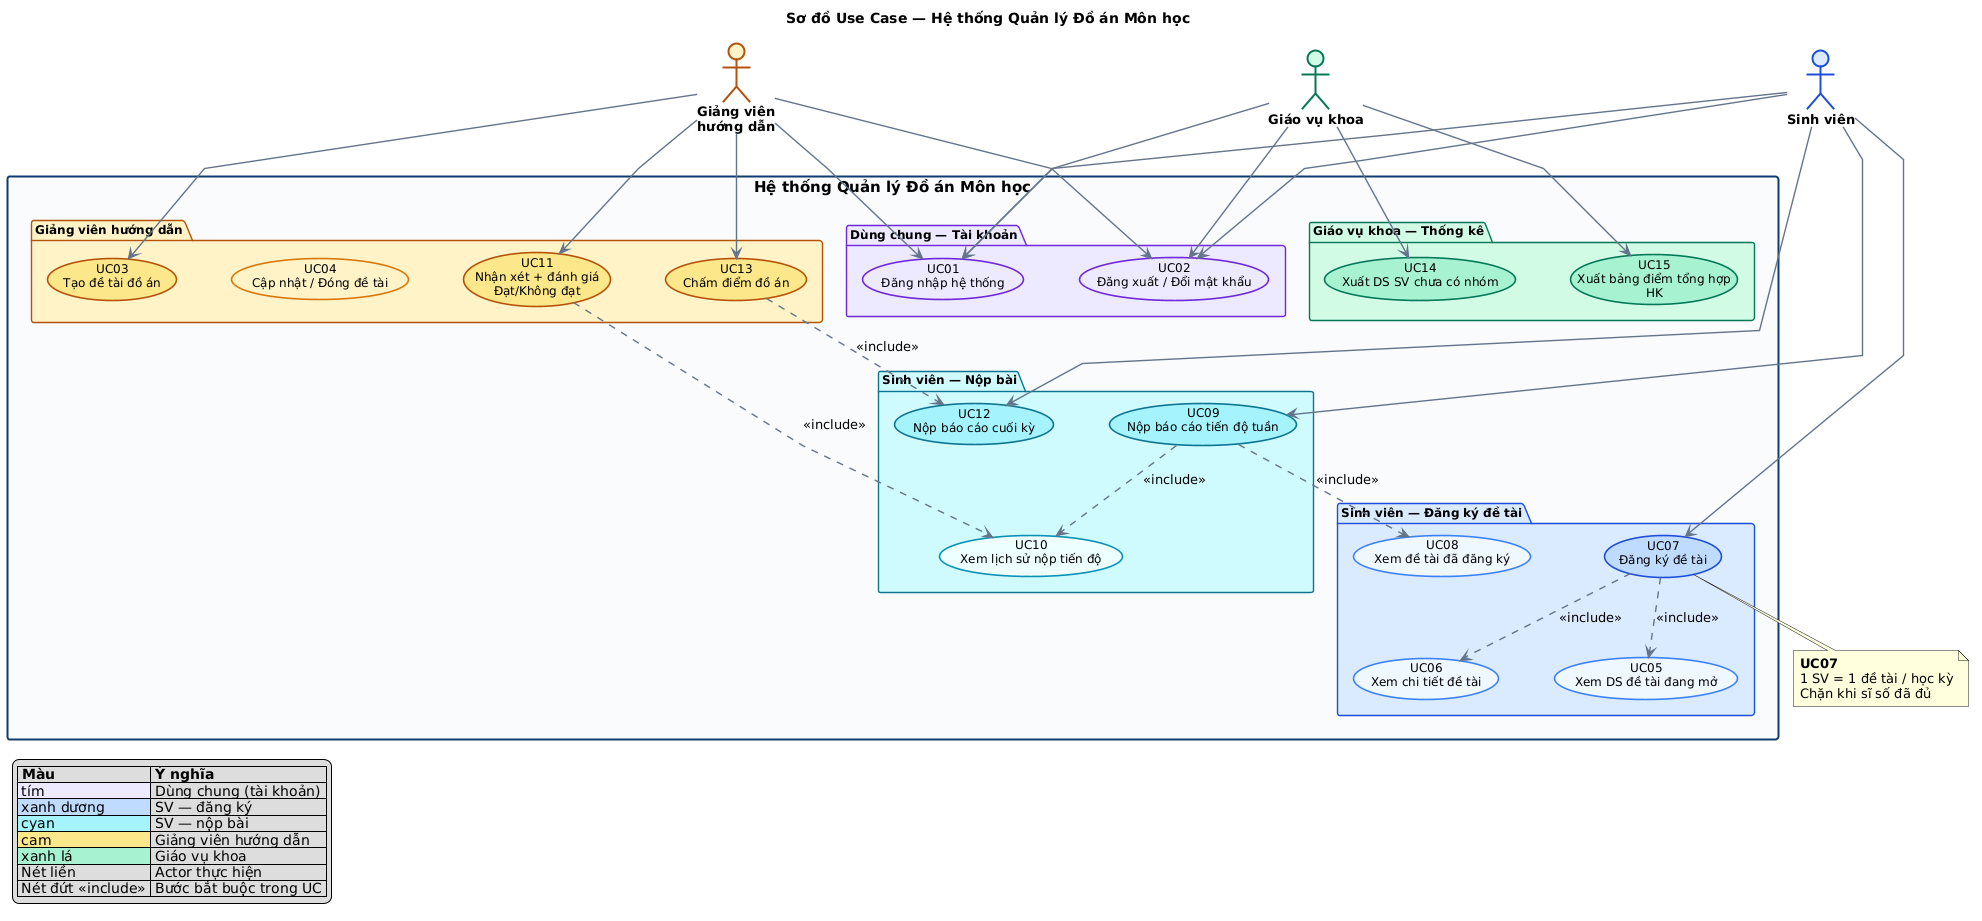 Sơ đồ Use Case — Hệ thống Quản lý Đồ án Môn học
Giảng viên
hướng dẫn
Giáo vụ khoa
Sinh viên
Hệ thống Quản lý Đồ án Môn học
Giảng viên hướng dẫn
UC03
Tạo đề tài đồ án
UC04
Cập nhật / Đóng đề tài
UC11
Nhận xét + đánh giá
Đạt/Không đạt
UC13
Chấm điểm đồ án
Dùng chung — Tài khoản
UC01
Đăng nhập hệ thống
UC02
Đăng xuất / Đổi mật khẩu
Giáo vụ khoa — Thống kê
UC14
Xuất DS SV chưa có nhóm
UC15
Xuất bảng điểm tổng hợp
HK
«include»
«include»
Sinh viên — Nộp bài
UC12
Nộp báo cáo cuối kỳ
UC09
Nộp báo cáo tiến độ tuần
«include»
«include»
UC10
Xem lịch sử nộp tiến độ
Sinh viên — Đăng ký đề tài
UC08
Xem đề tài đã đăng ký
UC07
Đăng ký đề tài
«include»
«include»
UC06
Xem chi tiết đề tài
UC05
Xem DS đề tài đang mở
UC07
1 SV = 1 đề tài / học kỳ
Chặn khi sĩ số đã đủ
Màu Ý nghĩa
tím Dùng chung (tài khoản)
xanh dương SV — đăng ký
cyan SV — nộp bài
cam Giảng viên hướng dẫn
xanh lá Giáo vụ khoa
Nét liền Actor thực hiện
Nét đứt «include» Bước bắt buộc trong UC